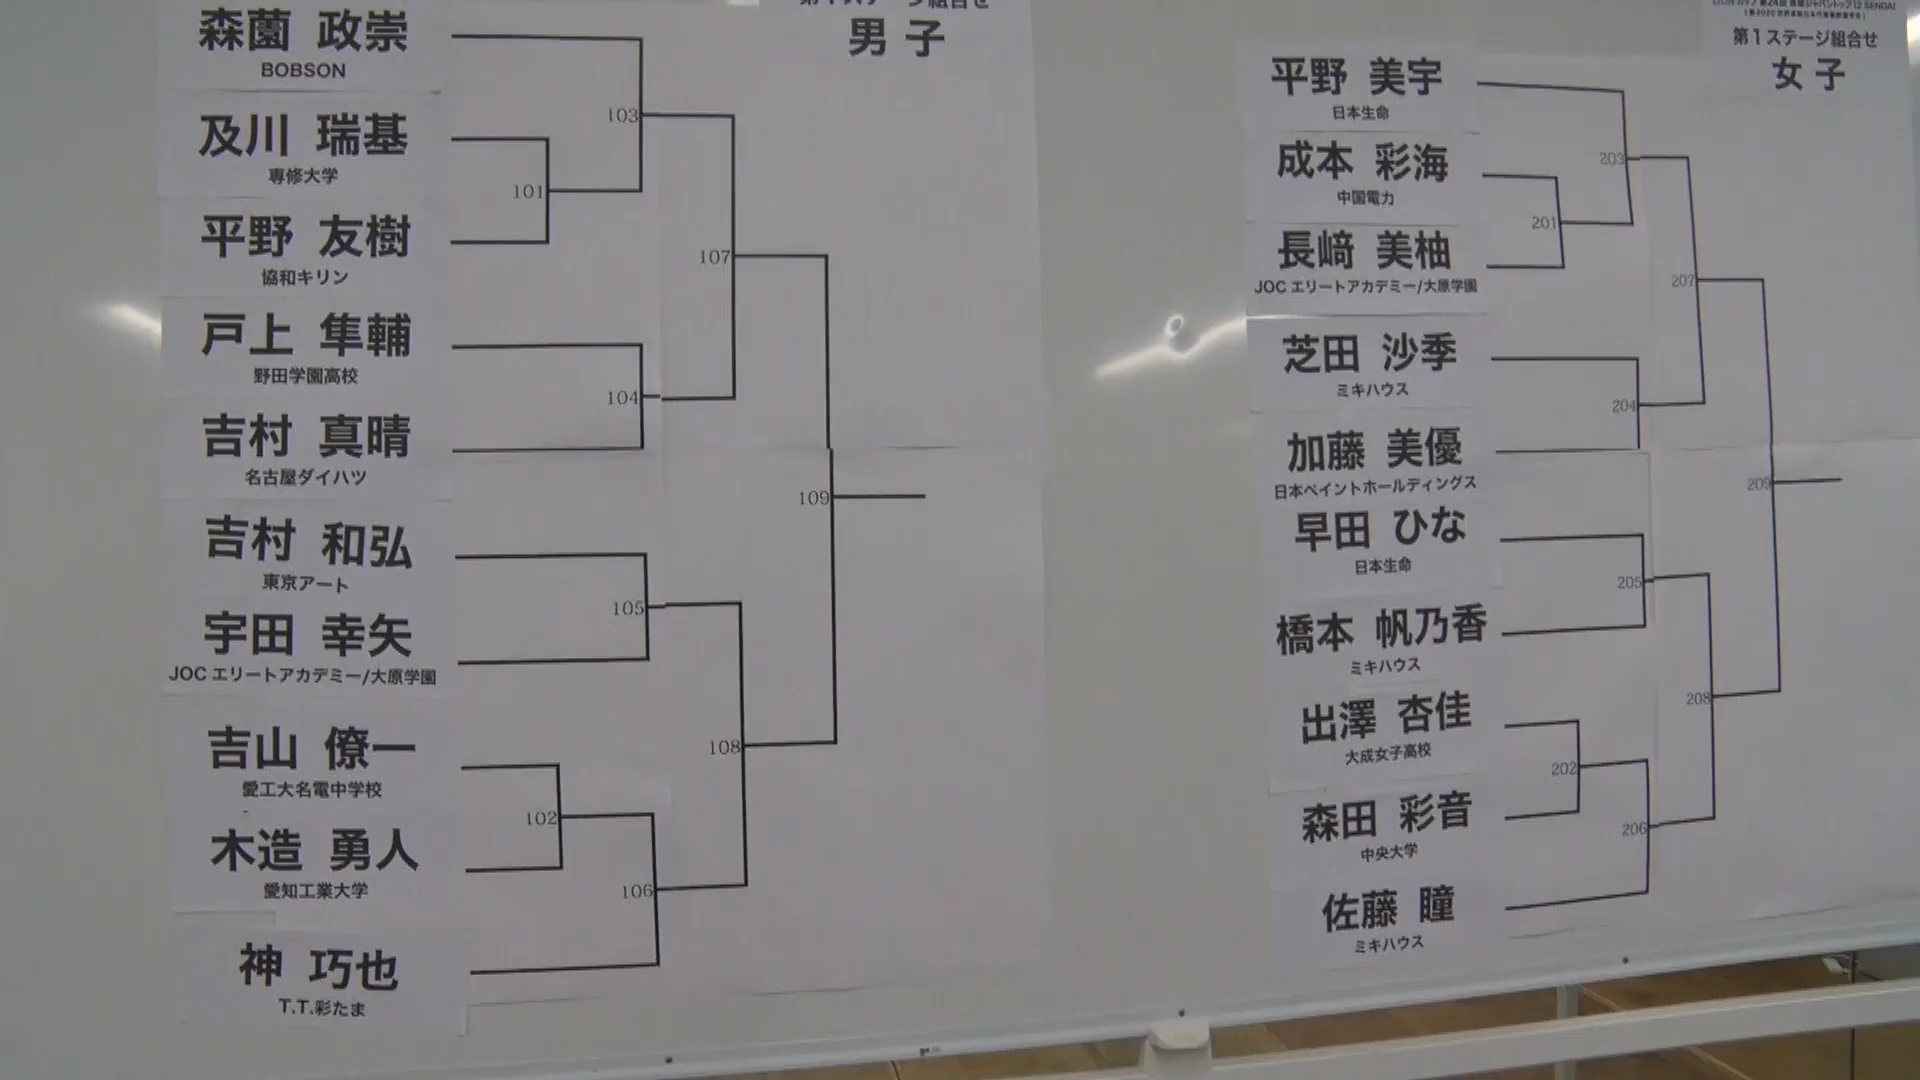 男子
森薗 政崇
BOBSON
及川 瑞基
専修大学
平野 友樹
協和キリン
戸上 隼輔
野田学園高校
吉村 真晴
名古屋ダイハツ
吉村 和弘
東京アート
宇田 幸矢
JOCエリートアカデミー/大原学園
吉山 僚一
愛工大名電中学校
木造 勇人
愛知工業大学
神 巧也
T.T.彩たま
103
101
107
104
109
105
108
102
106
第1ステージ組合せ
女子
平野 美宇
日本生命
成本 彩海
中国電力
長﨑 美柚
JOCエリートアカデミー/大原学園
芝田 沙季
ミキハウス
加藤 美優
日本ペイントホールディングス
早田 ひな
日本生命
橋本 帆乃香
ミキハウス
出澤 杏佳
大成女子高校
森田 彩音
中央大学
佐藤 瞳
ミキハウス
203
201
207
204
209
205
208
202
206